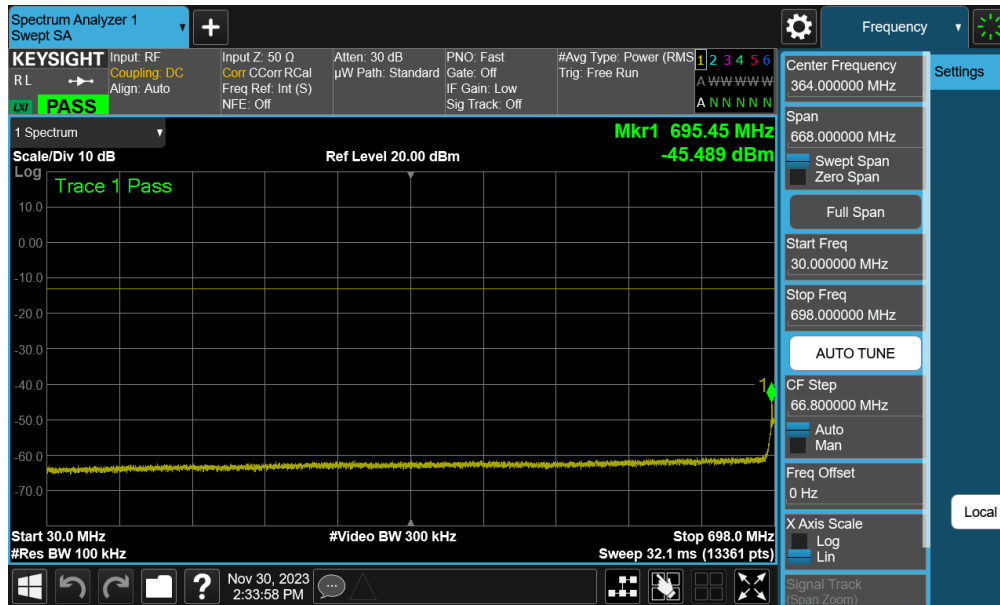 Spectrum Analyzer 1
Swept SA
Frequency
KEYSIGHT
RL
LXI PASS
Input: RF
Coupling: DC
Align: Auto
Input Z: 50 Ω
Corr CCorr RCal
Freq Ref: Int (S)
NFE: Off
Atten: 30 dB
µW Path: Standard
PNO: Fast
Gate: Off
IF Gain: Low
Sig Track: Off
#Avg Type: Power (RMS
Trig: Free Run
1 2 3 4 5 6
A W W W W W
A N N N N N
1 Spectrum
Mkr1 695.45 MHz
Scale/Div 10 dB
Ref Level 20.00 dBm
-45.489 dBm
Log
Trace 1 Pass
10.0
0.00
-10.0
-20.0
-30.0
-40.0
1
-50.0
-60.0
-70.0
Start 30.0 MHz
#Video BW 300 kHz
Stop 698.0 MHz
#Res BW 100 kHz
Sweep 32.1 ms (13361 pts)
Center Frequency
364.000000 MHz
Settings
Span
668.000000 MHz
Swept Span
Zero Span
Full Span
Start Freq
30.000000 MHz
Stop Freq
698.000000 MHz
AUTO TUNE
CF Step
66.800000 MHz
Auto
Man
Freq Offset
0 Hz
Local
X Axis Scale
Log
Lin
Signal Track
(Span Zoom)
?
Nov 30, 2023
2:33:58 PM